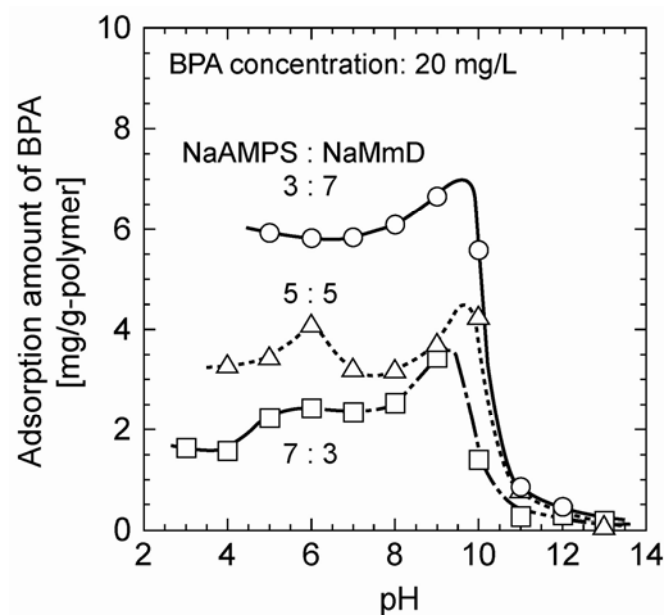 BPA concentration: 20 mg/L
NaAMPS : NaMmD
3 : 7
5 : 5
7 : 3
Adsorption amount of BPA
[mg/g-polymer]
10
8
6
4
2
0
2 4 6 8 10 12 14
pH